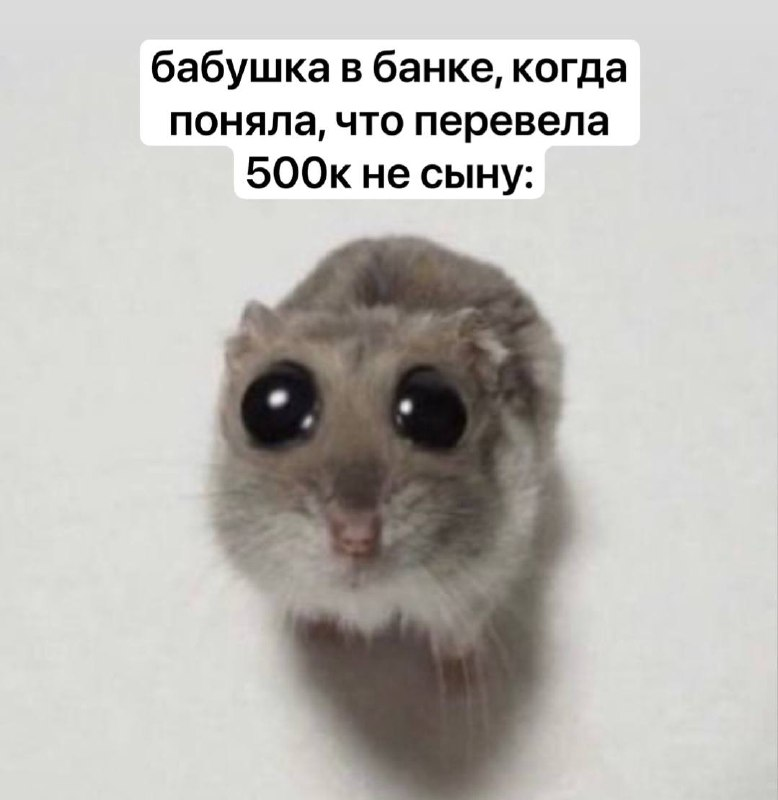 бабушка в банке, когда
поняла, что перевела
500к не сыну: